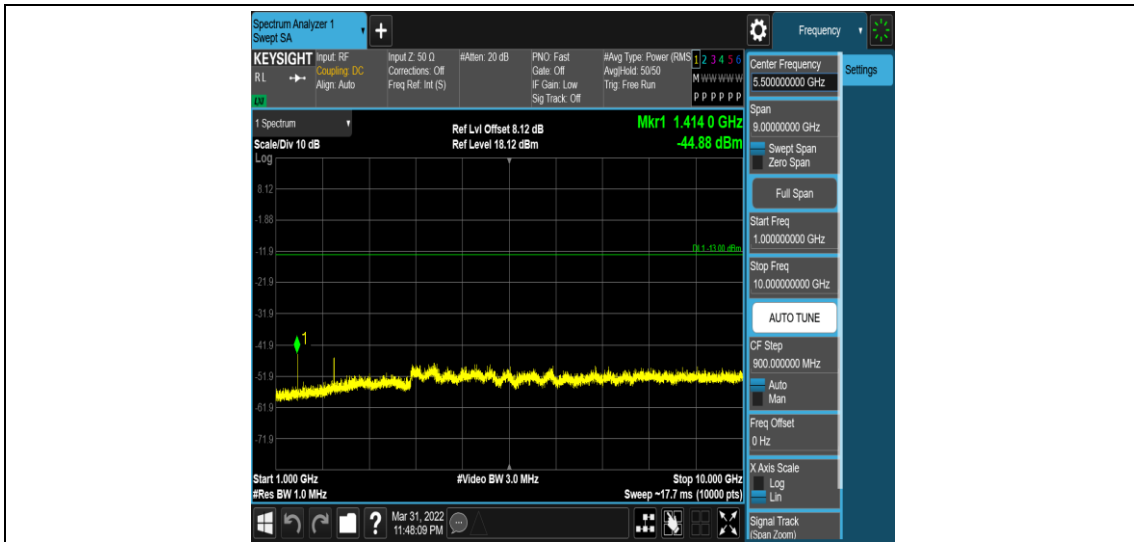 Spectrum Analyzer 1
Swept SA
Frequency
KEYSIGHT
RL
Input: RF
Coupling: DC
Align: Auto
Input Z: 50 Ω
Corrections: Off
Freq Ref: Int (S)
#Atten: 20 dB
PNO: Fast
Gate: Off
IF Gain: Low
Sig Track: Off
#Avg Type: Power (RMS
Avg|Hold: 50/50
Trig: Free Run
1 2 3 4 5 6
M W W W W W
P P P P P P
1 Spectrum
Scale/Div 10 dB
Log
Ref Lvl Offset 8.12 dB
Ref Level 18.12 dBm
Mkr1 1.414 0 GHz
-44.88 dBm
8.12
-1.88
-11.9
DL1 -13.00 dBm
-21.9
-31.9
-41.9
1
-51.9
-61.9
-71.9
Start 1.000 GHz
#Res BW 1.0 MHz
#Video BW 3.0 MHz
Stop 10.000 GHz
Sweep ~17.7 ms (10000 pts)
Mar 31, 2022
11:48:09 PM
Center Frequency
5.500000000 GHz
Settings
Span
9.00000000 GHz
Swept Span
Zero Span
Full Span
Start Freq
1.000000000 GHz
Stop Freq
10.000000000 GHz
AUTO TUNE
CF Step
900.000000 MHz
Auto
Man
Freq Offset
0 Hz
X Axis Scale
Log
Lin
Signal Track
(Span Zoom)